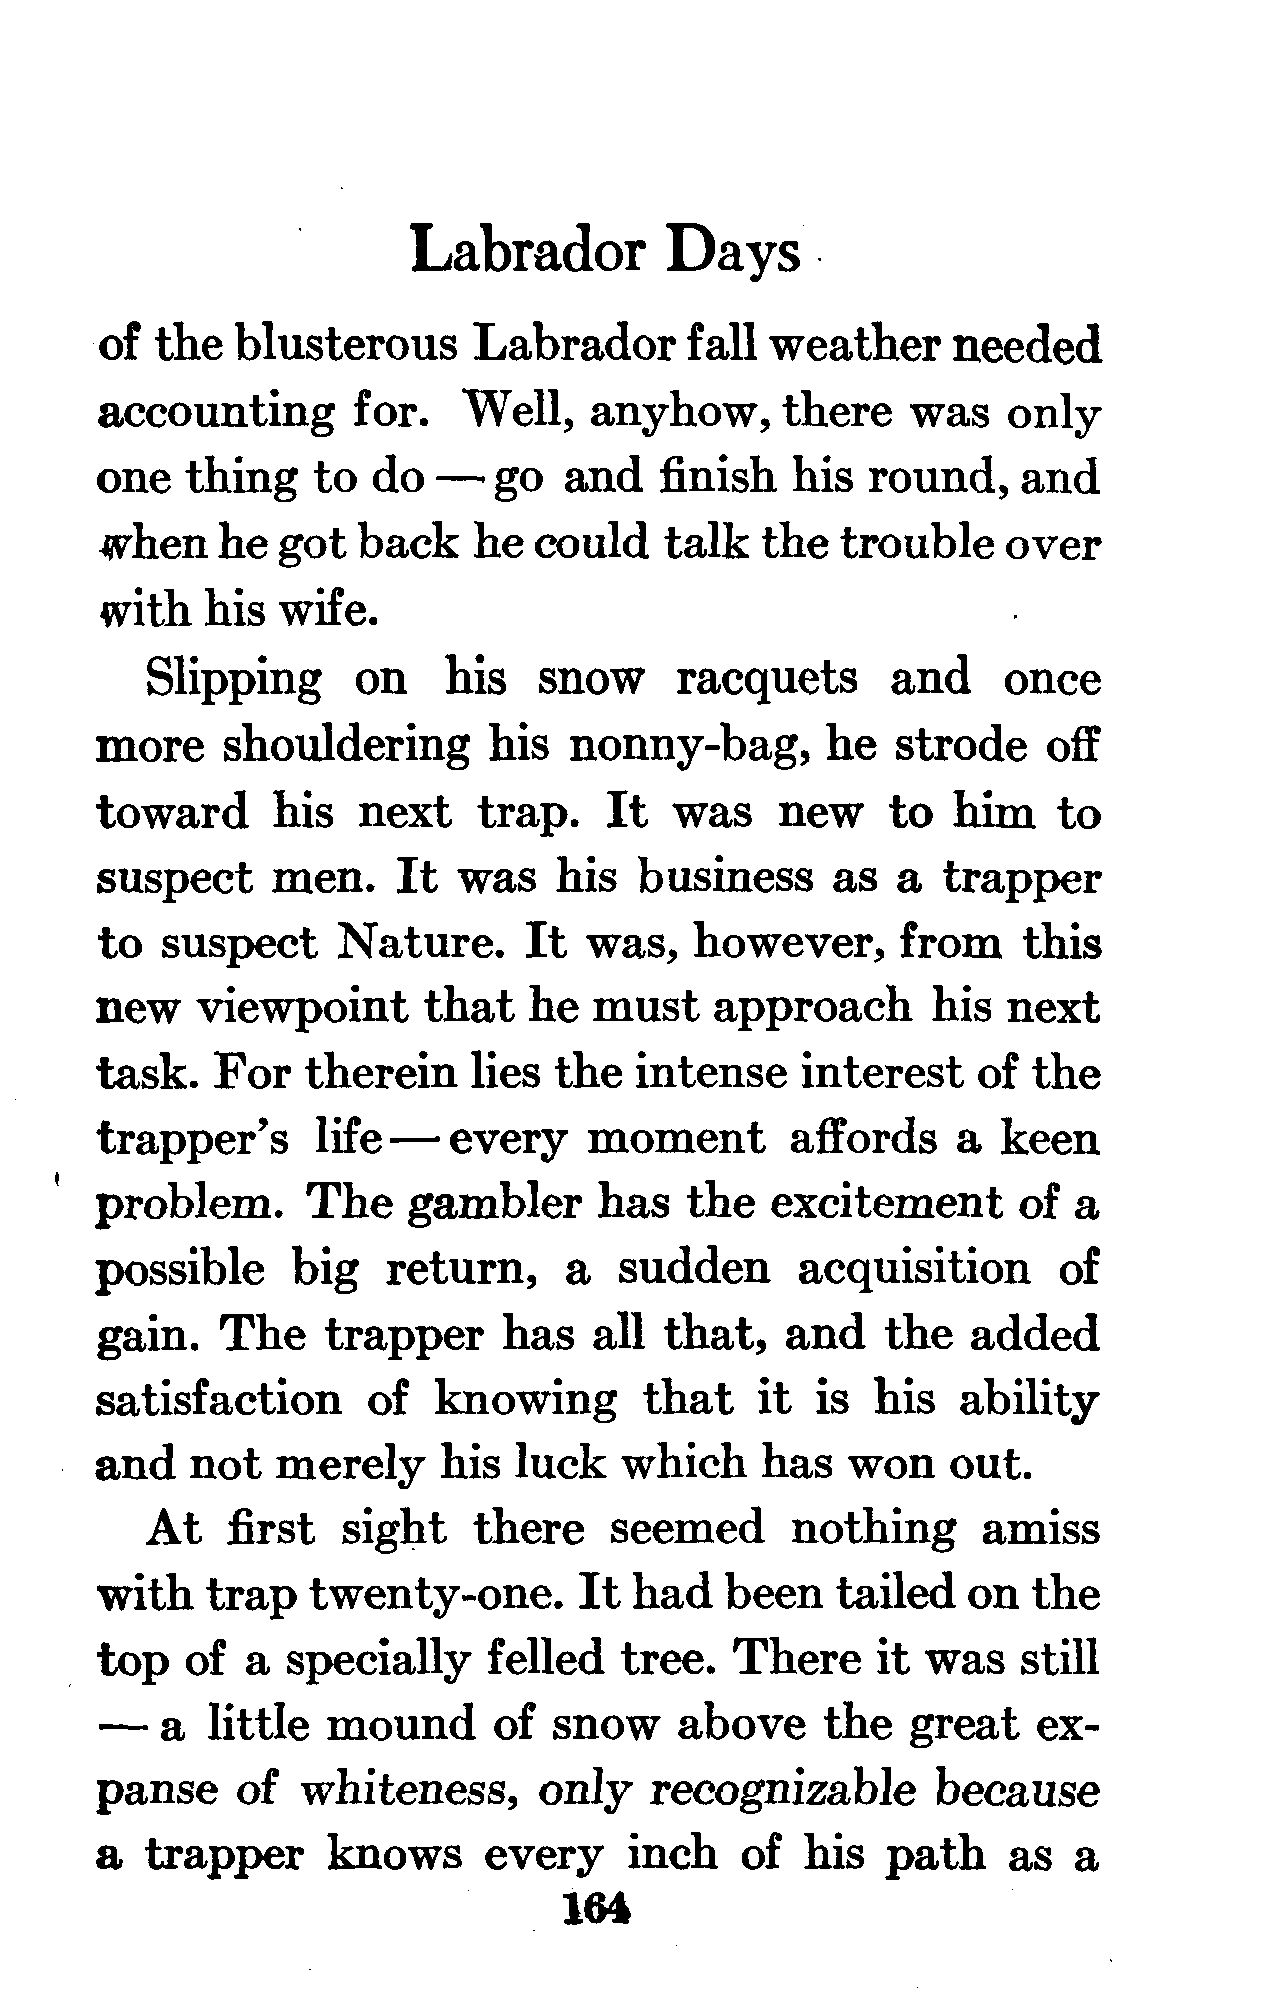 Labrador Days
of the blusterous Labrador fall weather needed
accounting for. Well, anyhow, there was only
one thing to do — go and finish his round, and
when he got back he could talk the trouble over
with his wife.
Slipping on his snow racquets and once
more shouldering his nonny-bag, he strode off
toward his next trap. It was new to him to
suspect men. It was his business as a trapper
to suspect Nature. It was, however, from this
new viewpoint that he must approach his next
task. For therein lies the intense interest of the
trapper's life — every moment affords a keen
problem. The gambler has the excitement of a
possible big return, a sudden acquisition of
gain. The trapper has all that, and the added
satisfaction of knowing that it is his ability
and not merely his luck which has won out.
At first sight there seemed nothing amiss
with trap twenty-one. It had been tailed on the
top of a specially felled tree. There it was still
— a little mound of snow above the great ex-
panse of whiteness, only recognizable because
a trapper knows every inch of his path as a
164